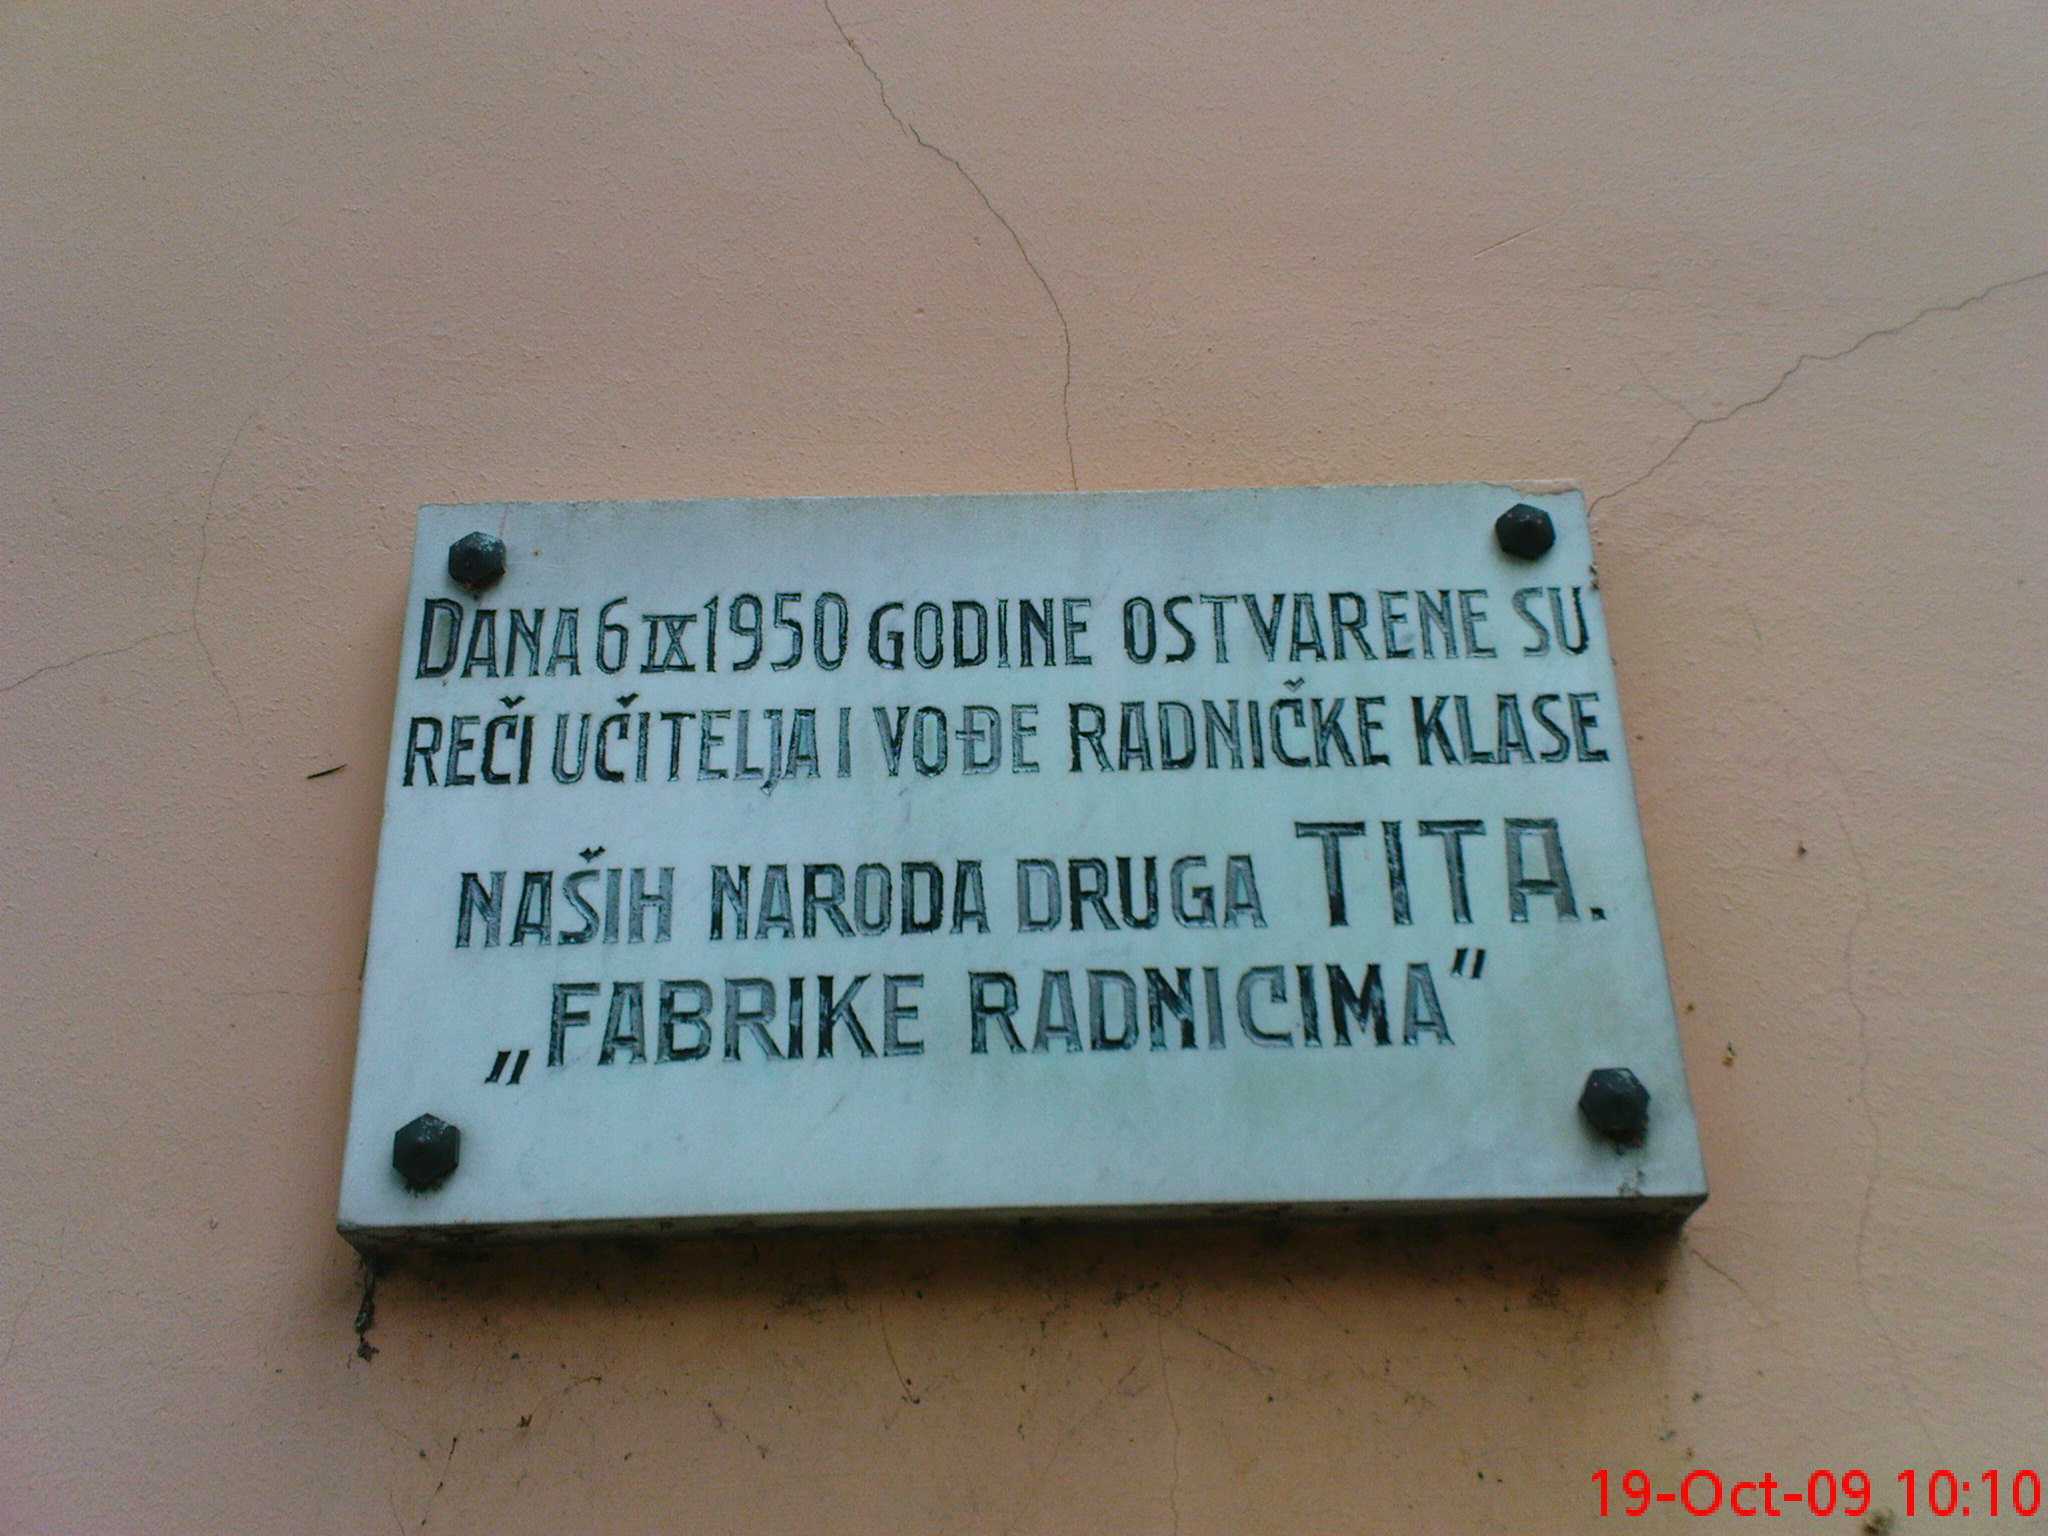 DANA 6 IX 1950 GODINE OSTVARENE SU
REČI UČITELJA I VOĐE RADNIČKE KLASE
NAŠIH NARODA DRUGA TITA.
„FABRIKE RADNICIMA”
19-Oct-09 10:10